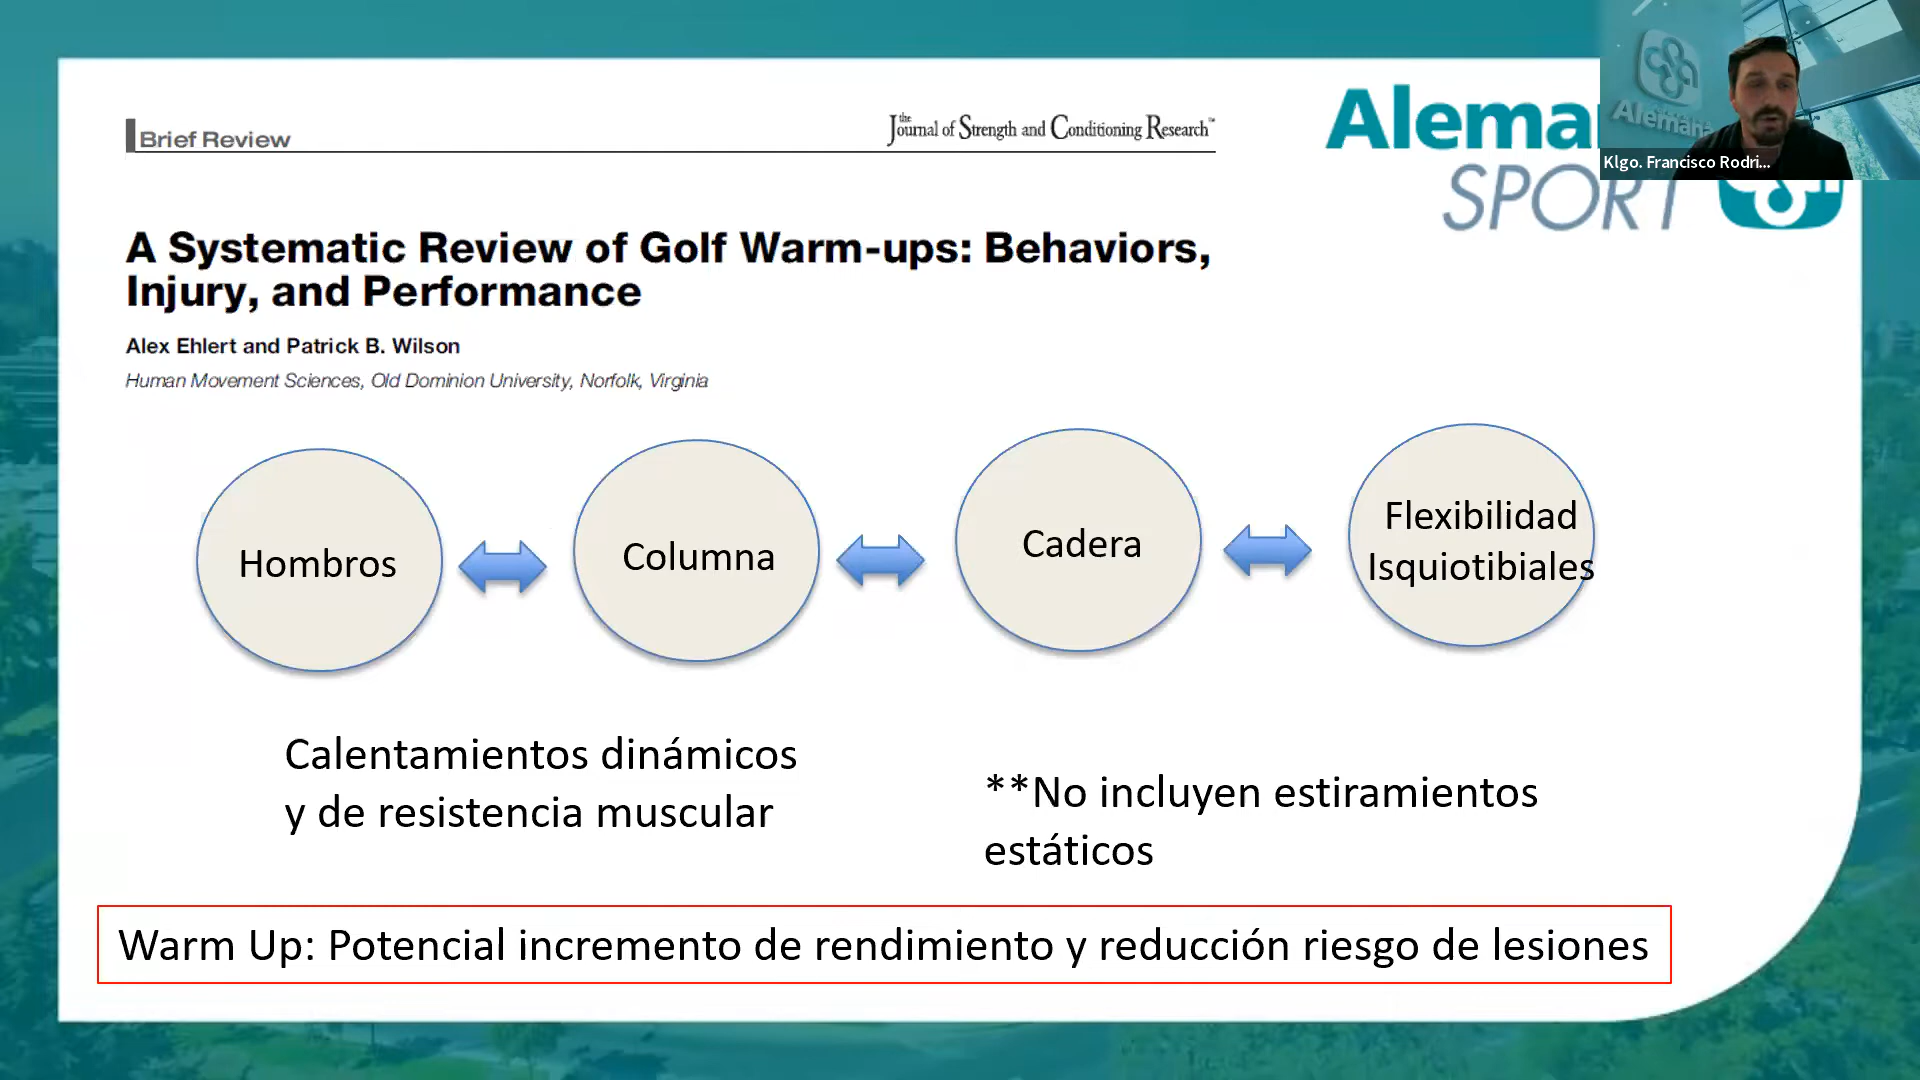 Brief Review
the Journal of Strength and Conditioning Research™
Alema
SPORT
Alemana
Klgo. Francisco Rodri...
A Systematic Review of Golf Warm-ups: Behaviors,
Injury, and Performance
Alex Ehlert and Patrick B. Wilson
Human Movement Sciences, Old Dominion University, Norfolk, Virginia
Hombros
Columna
Cadera
Flexibilidad
Isquiotibiales
Calentamientos dinámicos
y de resistencia muscular
**No incluyen estiramientos
estáticos
Warm Up: Potencial incremento de rendimiento y reducción riesgo de lesiones